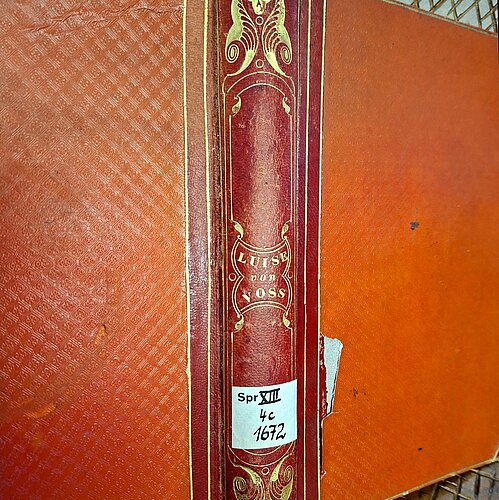 LUISE
von
VOSS
Spr XIII
4c
1672